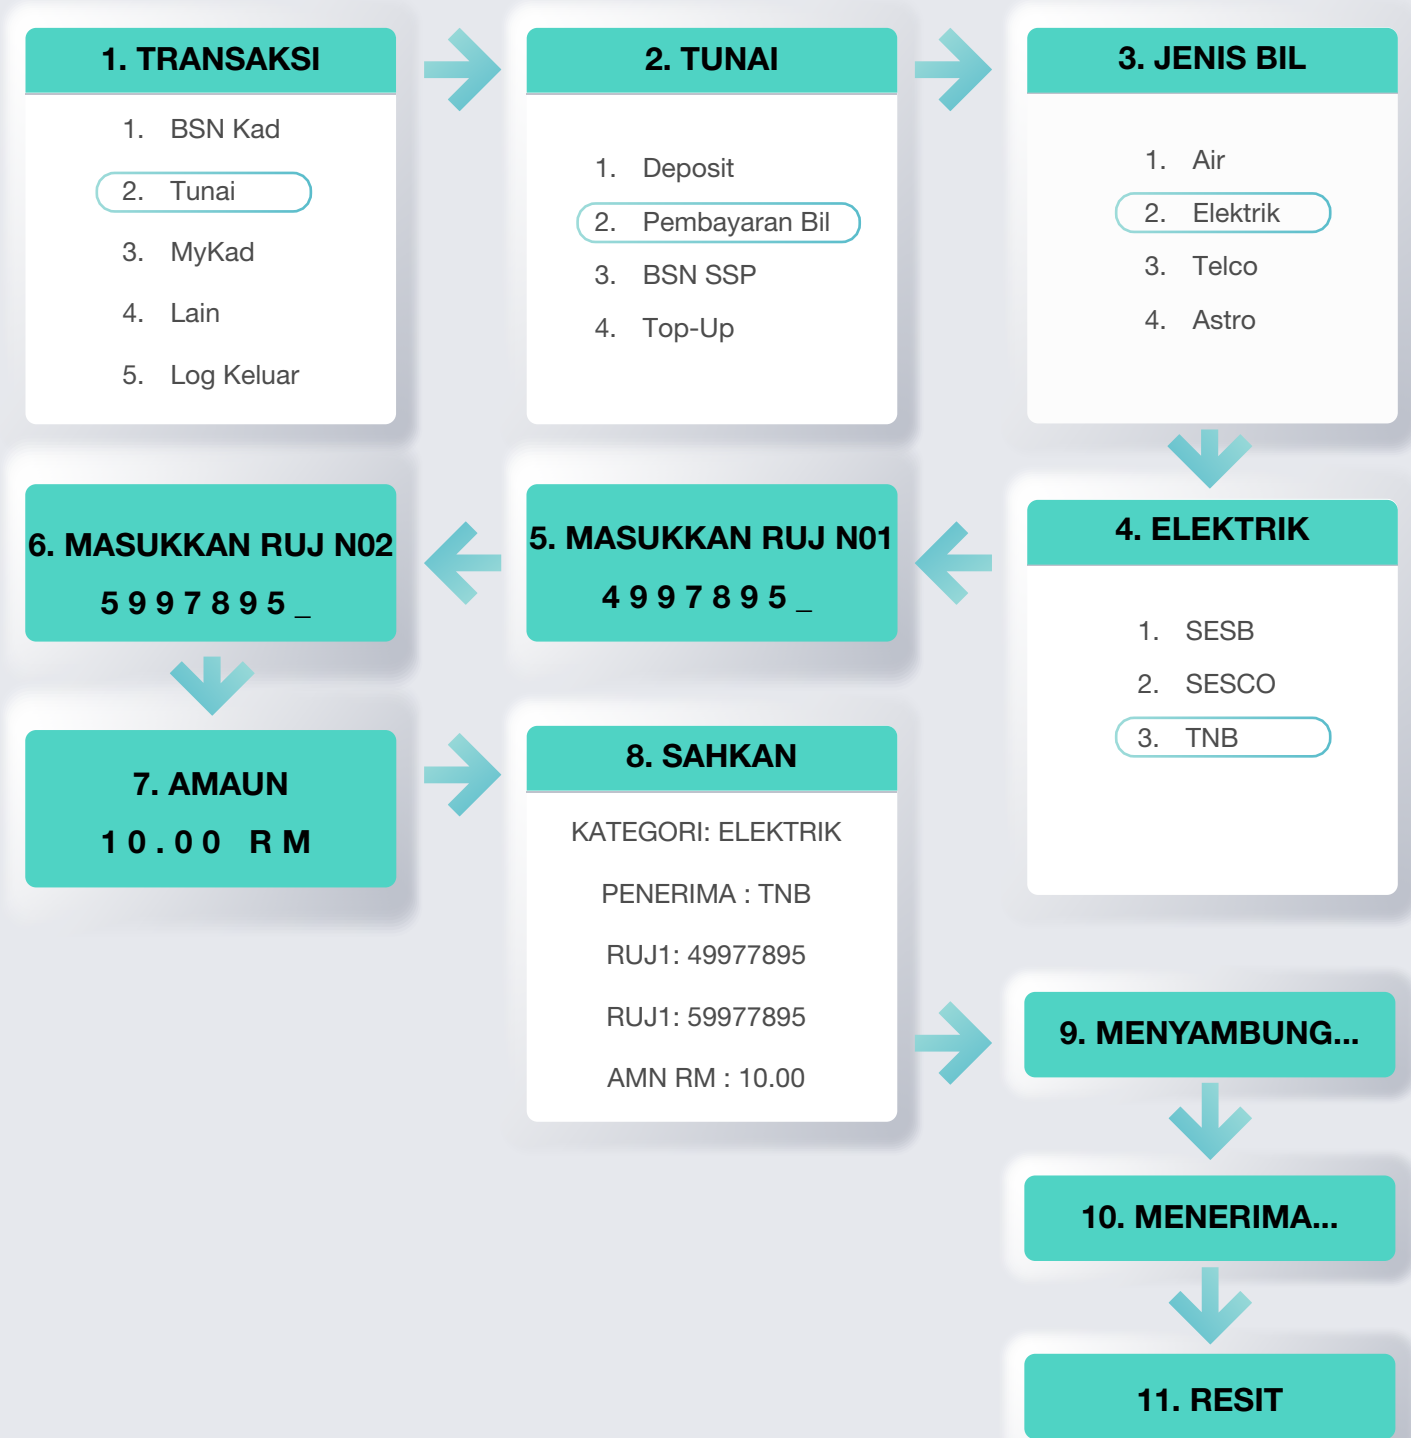 1. TRANSAKSI
1. BSN Kad
2. Tunai
3. MyKad
4. Lain
5. Log Keluar
2. TUNAI
1. Deposit
2. Pembayaran Bil
3. BSN SSP
4. Top-Up
3. JENIS BIL
1. Air
2. Elektrik
3. Telco
4. Astro
4. ELEKTRIK
1. SESB
2. SESCO
3. TNB
5. MASUKKAN RUJ N01
4 9 9 7 8 9 5 _
6. MASUKKAN RUJ N02
5 9 9 7 8 9 5 _
7. AMAUN
1 0 . 0 0 R M
8. SAHKAN
KATEGORI: ELEKTRIK
PENERIMA : TNB
RUJ1: 49977895
RUJ1: 59977895
AMN RM : 10.00
9. MENYAMBUNG...
10. MENERIMA...
11. RESIT